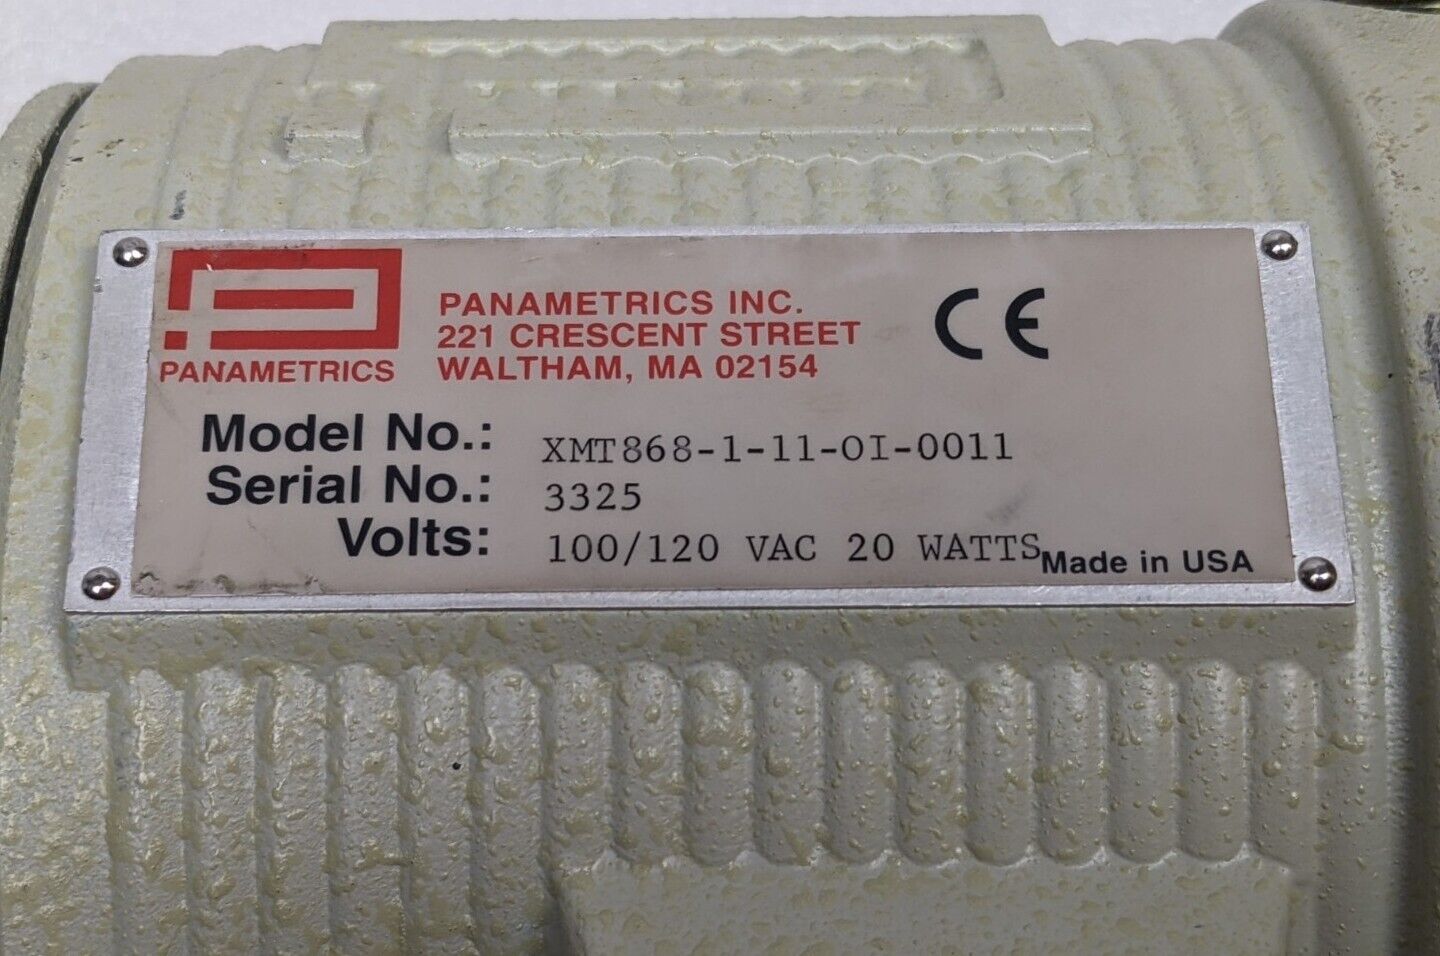 PANAMETRICS
PANAMETRICS INC.
221 CRESCENT STREET
WALTHAM, MA 02154
CE
Model No.: XMT868-1-11-OI-0011
Serial No.: 3325
Volts: 100/120 VAC 20 WATTS
Made in USA